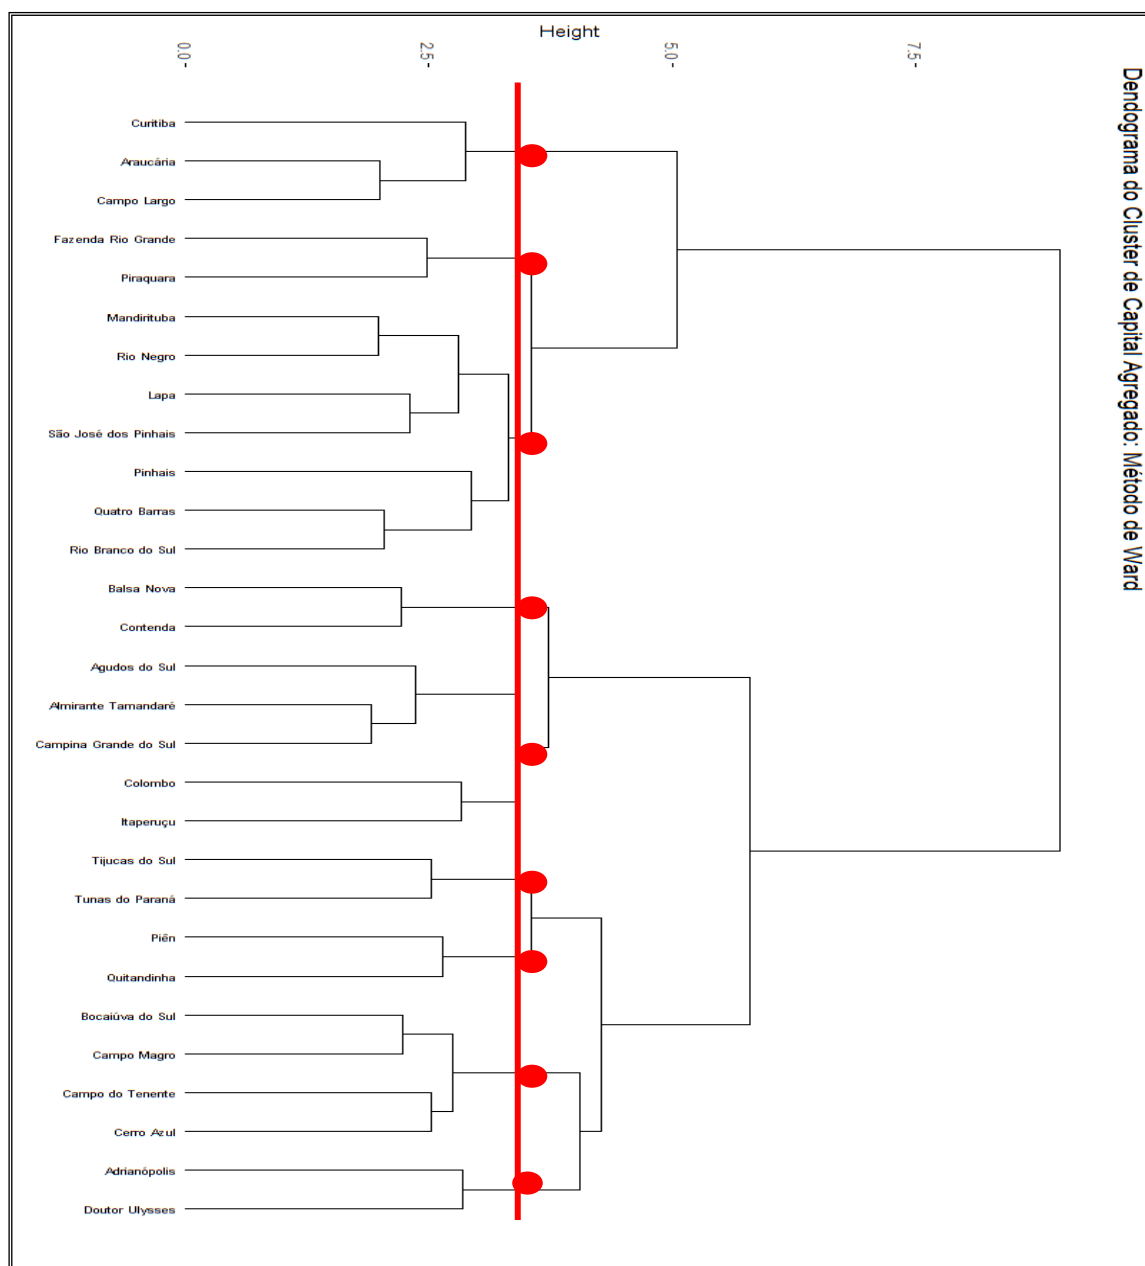 Height
0.0 -
2.5 -
5.0 -
7.5 -
Dendograma do Cluster de Capital Agregado: Método de Ward
Curitiba
Araucária
Campo Largo
Fazenda Rio Grande
Piraquara
Mandirituba
Rio Negro
Lapa
São José dos Pinhais
Pinhais
Quatro Barras
Rio Branco do Sul
Balsa Nova
Contenda
Agudos do Sul
Almirante Tamandaré
Campina Grande do Sul
Colombo
Itaperuçu
Tijucas do Sul
Tunas do Paraná
Piên
Quitandinha
Bocaiúva do Sul
Campo Magro
Campo do Tenente
Cerro Azul
Adrianópolis
Doutor Ulysses